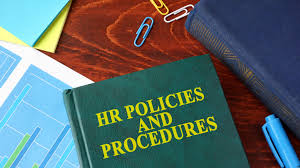 HR POLICIES
AND
PROCEDURES